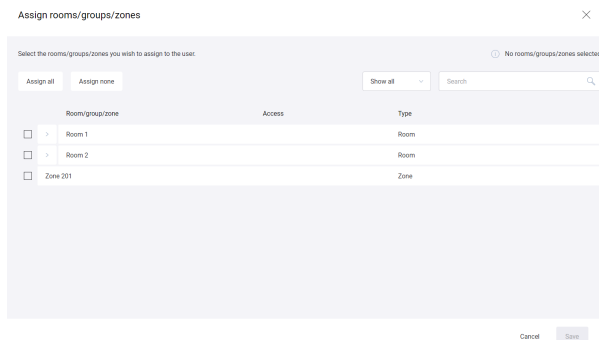 Assign rooms/groups/zones
Select the rooms/groups/zones you wish to assign to the user.
No rooms/groups/zones selected
Assign all
Assign none
Show all
Search
Room/group/zone Access Type
Room 1 Room
Room 2 Room
Zone 201 Zone
Cancel
Save